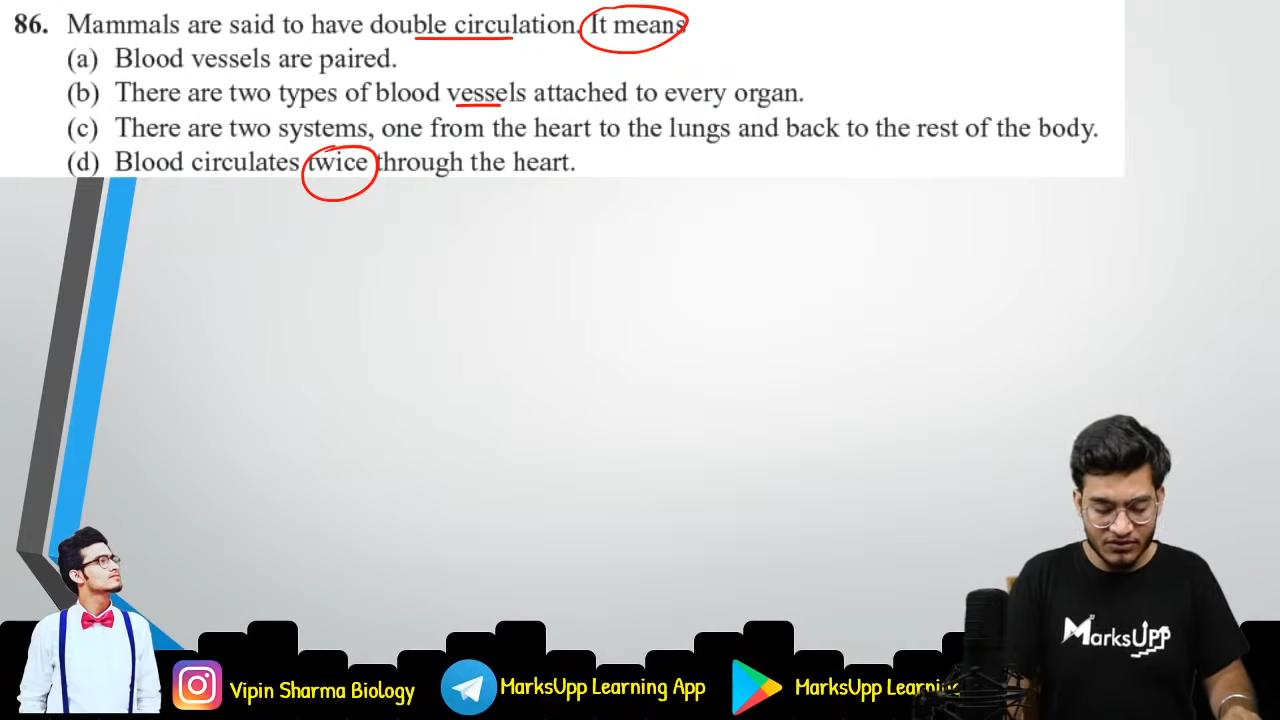 86. Mammals are said to have double circulation. It means
(a) Blood vessels are paired.
(b) There are two types of blood vessels attached to every organ.
(c) There are two systems, one from the heart to the lungs and back to the rest of the body.
(d) Blood circulates twice through the heart.
MarksUpp
Vipin Sharma Biology
MarksUpp Learning App
MarksUpp Learning